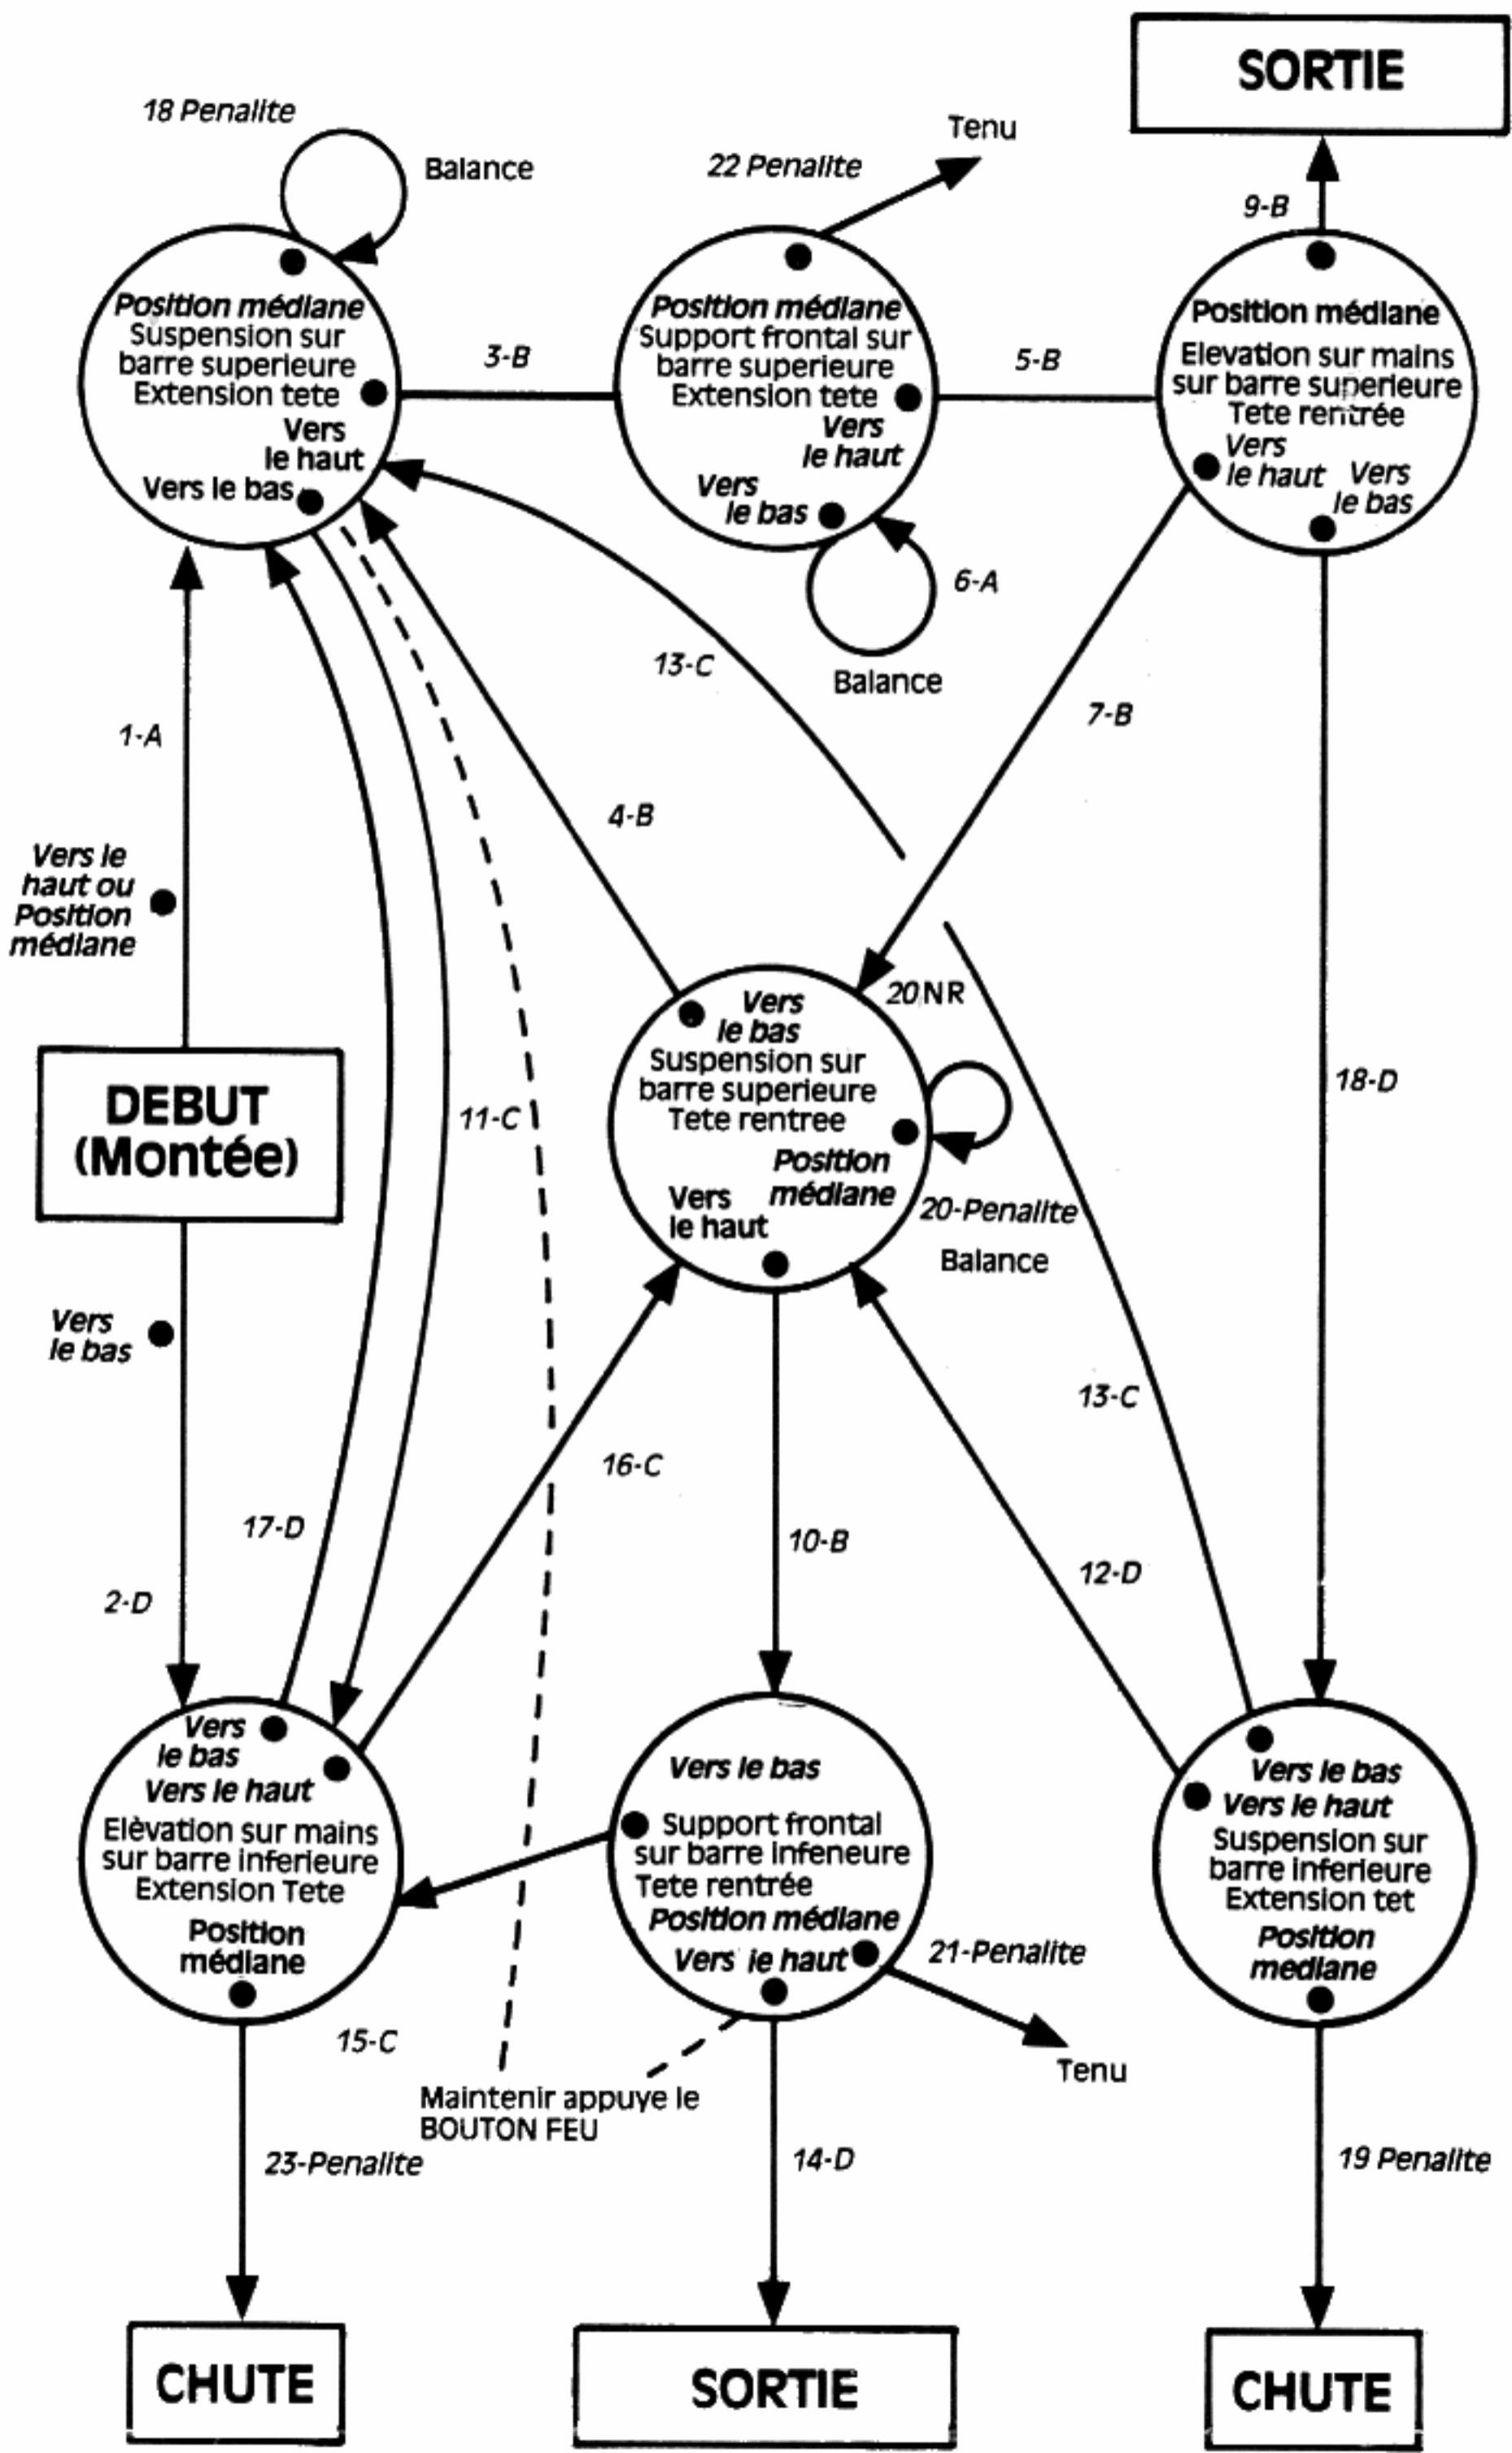 SORTIE
18 Penalite
Balance
22 Penalite
Tenu
9-B
Position médiane
Suspension sur
barre superieure
Extension tete
Vers
le haut
Vers le bas
3-B
Position médiane
Support frontal sur
barre superieure
Extension tete
Vers
le haut
Vers
le bas
5-B
Position médiane
Elevation sur mains
sur barre superieure
Tete rentrée
Vers
le haut
Vers
le bas
6-A
Balance
13-C
7-B
1-A
4-B
Vers le
haut ou
Position
médiane
DEBUT
(Montée)
11-C
20NR
Vers
le bas
Suspension sur
barre superieure
Tete rentree
Position
médiane
Vers
le haut
20-Penalite
Balance
18-D
Vers
le bas
13-C
16-C
17-D
10-B
12-D
2-D
Vers
le bas
Vers le haut
Elèvation sur mains
sur barre inferieure
Extension Tete
Position
médiane
Vers le bas
Support frontal
sur barre infeneure
Tete rentrée
Position médiane
Vers le haut
21-Penalite
Tenu
Vers le bas
Vers le haut
Suspension sur
barre inferieure
Extension tet
Position
mediane
15-C
Maintenir appuye le
BOUTON FEU
23-Penalite
14-D
19 Penalite
CHUTE
SORTIE
CHUTE